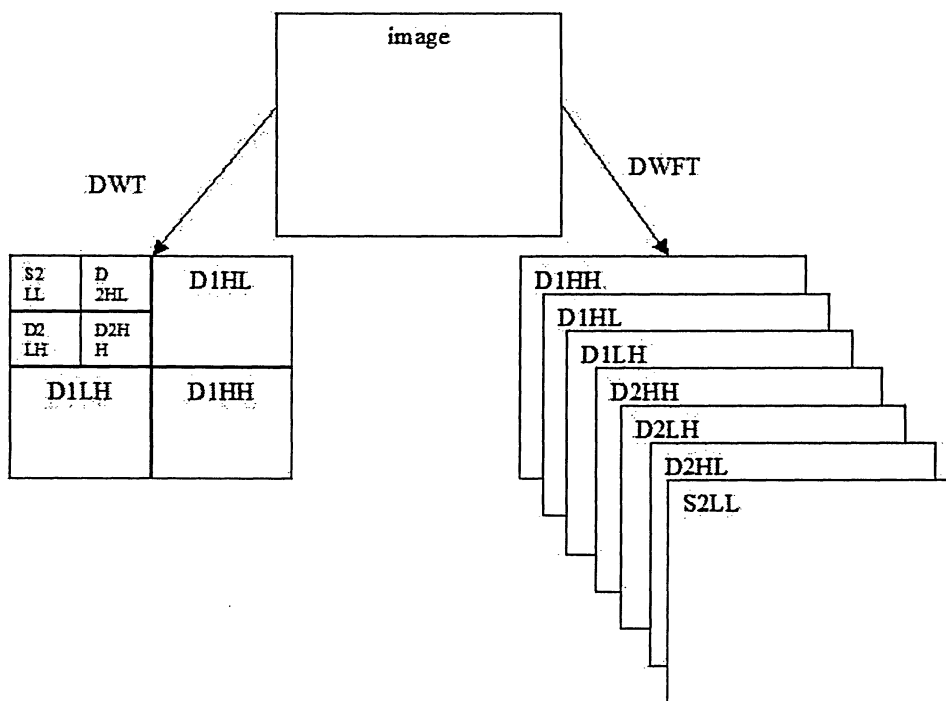 image
DWT
DWFT
S2
LL
D
2HL
D1HL
D2
LH
D2H
H
D1LH
D1HH
D1HH
D1HL
D1LH
D2HH
D2LH
D2HL
S2LL